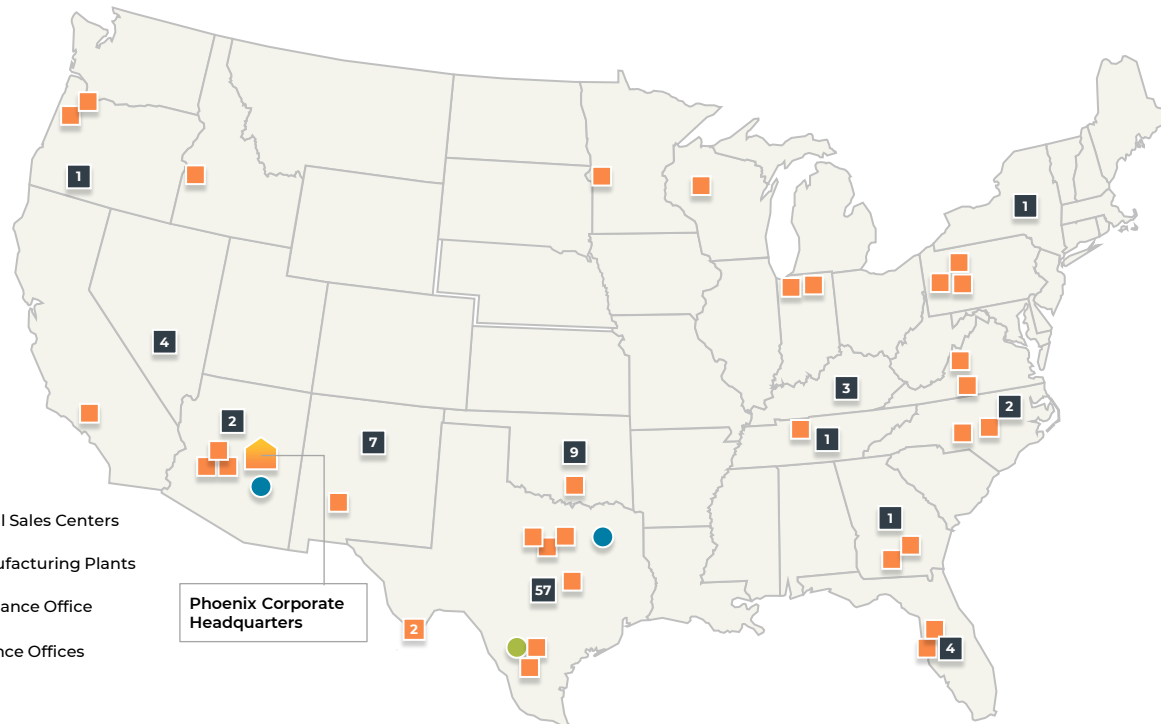 1
1
4
3
2
2
1
7
9
1
l Sales Centers
ufacturing Plants
57
Phoenix Corporate
Headquarters
ance Office
2
nce Offices
4